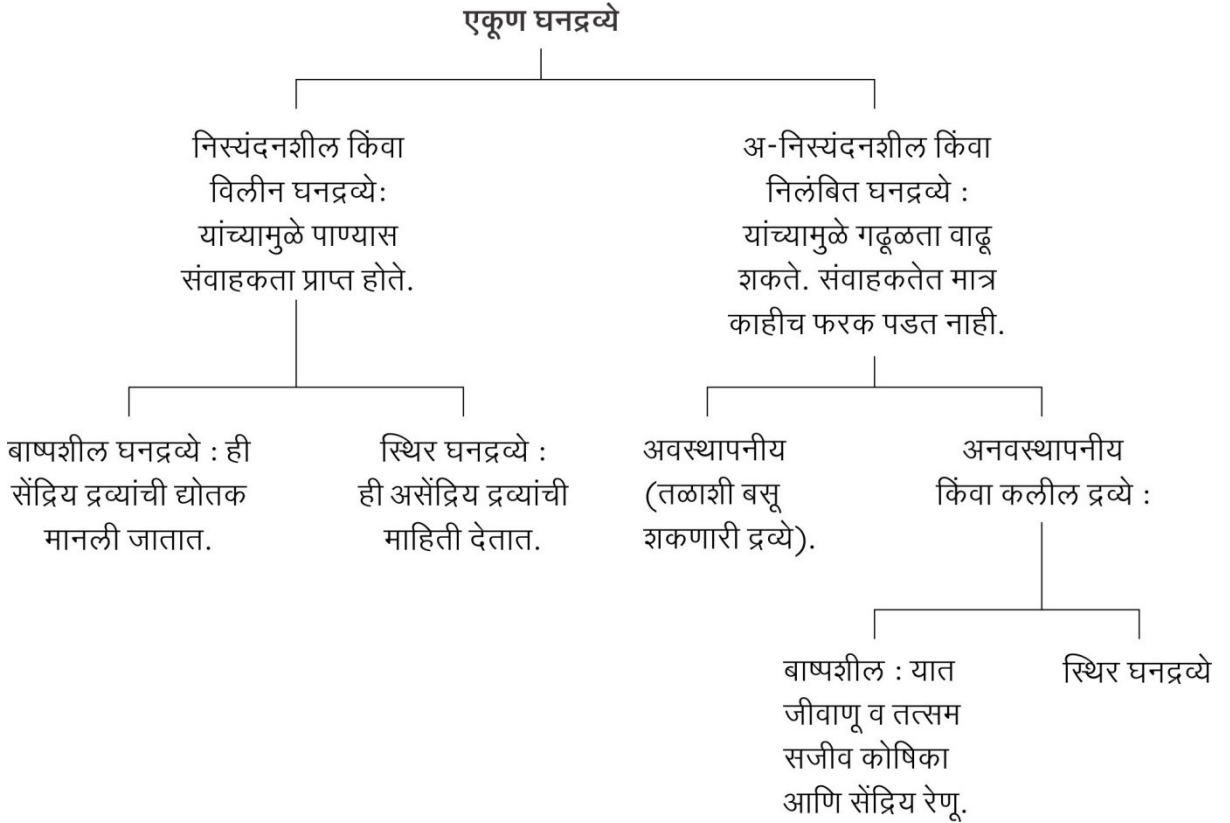 एकूण घनद्रव्ये
निस्यंदनशील किंवा
विलीन घनद्रव्ये:
यांच्यामुळे पाण्यास
संवाहकता प्राप्त होते.
अ-निस्यंदनशील किंवा
निलंबित घनद्रव्ये :
यांच्यामुळे गढूळता वाढू
शकते. संवाहकतेत मात्र
काहीच फरक पडत नाही.
बाष्पशील घनद्रव्ये : ही
सेंद्रिय द्रव्यांची द्योतक
मानली जातात.
स्थिर घनद्रव्ये :
ही असेंद्रिय द्रव्यांची
माहिती देतात.
अवस्थापनीय
(तळाशी बसू
शकणारी द्रव्ये).
अनवस्थापनीय
किंवा कलील द्रव्ये :
बाष्पशील : यात
जीवाणू व तत्सम
सजीव कोषिका
आणि सेंद्रिय रेणू.
स्थिर घनद्रव्ये